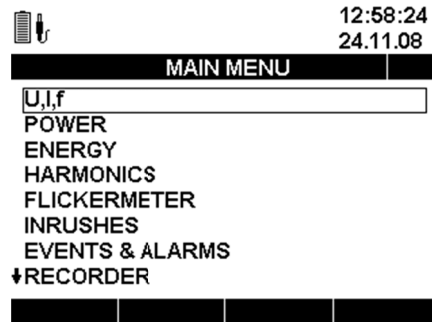 12:58:24
24.11.08
MAIN MENU
U,I,f
POWER
ENERGY
HARMONICS
FLICKERMETER
INRUSHES
EVENTS & ALARMS
RECORDER